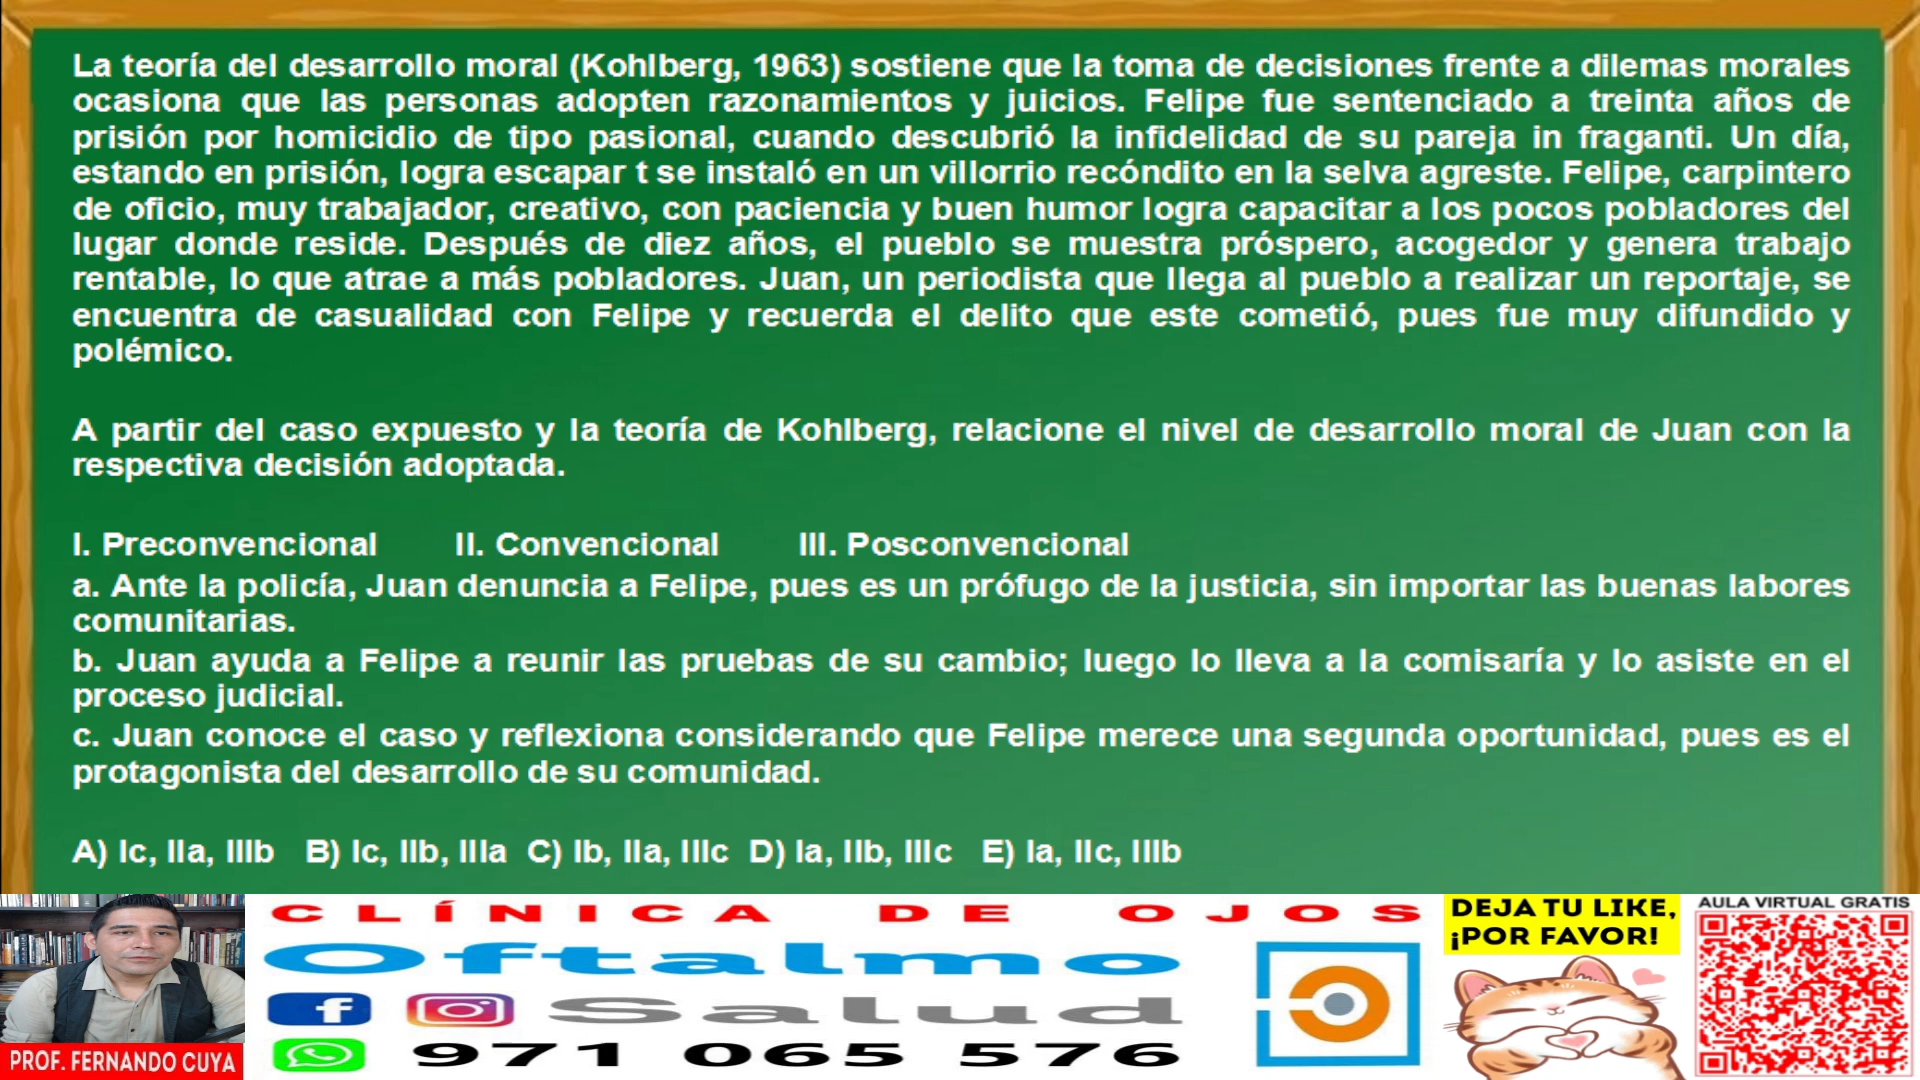 La teoría del desarrollo moral (Kohlberg, 1963) sostiene que la toma de decisiones frente a dilemas morales
ocasiona que las personas adopten razonamientos y juicios. Felipe fue sentenciado a treinta años de
prisión por homicidio de tipo pasional, cuando descubrió la infidelidad de su pareja in fraganti. Un día,
estando en prisión, logra escapar t se instaló en un villorrio recóndito en la selva agreste. Felipe, carpintero
de oficio, muy trabajador, creativo, con paciencia y buen humor logra capacitar a los pocos pobladores del
lugar donde reside. Después de diez años, el pueblo se muestra próspero, acogedor y genera trabajo
rentable, lo que atrae a más pobladores. Juan, un periodista que llega al pueblo a realizar un reportaje, se
encuentra de casualidad con Felipe y recuerda el delito que este cometió, pues fue muy difundido y
polémico.
A partir del caso expuesto y la teoría de Kohlberg, relacione el nivel de desarrollo moral de Juan con la
respectiva decisión adoptada.
I. Preconvencional II. Convencional III. Posconvencional
a. Ante la policía, Juan denuncia a Felipe, pues es un prófugo de la justicia, sin importar las buenas labores
comunitarias.
b. Juan ayuda a Felipe a reunir las pruebas de su cambio; luego lo lleva a la comisaría y lo asiste en el
proceso judicial.
c. Juan conoce el caso y reflexiona considerando que Felipe merece una segunda oportunidad, pues es el
protagonista del desarrollo de su comunidad.
A) Ic, IIa, IIIb B) Ic, IIb, IIIa C) Ib, IIa, IIIc D) Ia, IIb, IIIc E) Ia, IIc, IIIb
PROF. FERNANDO CUYA
CLÍNICA DE OJOS
Oftalmo
Salud
971 065 576
DEJA TU LIKE,
¡POR FAVOR!
AULA VIRTUAL GRATIS